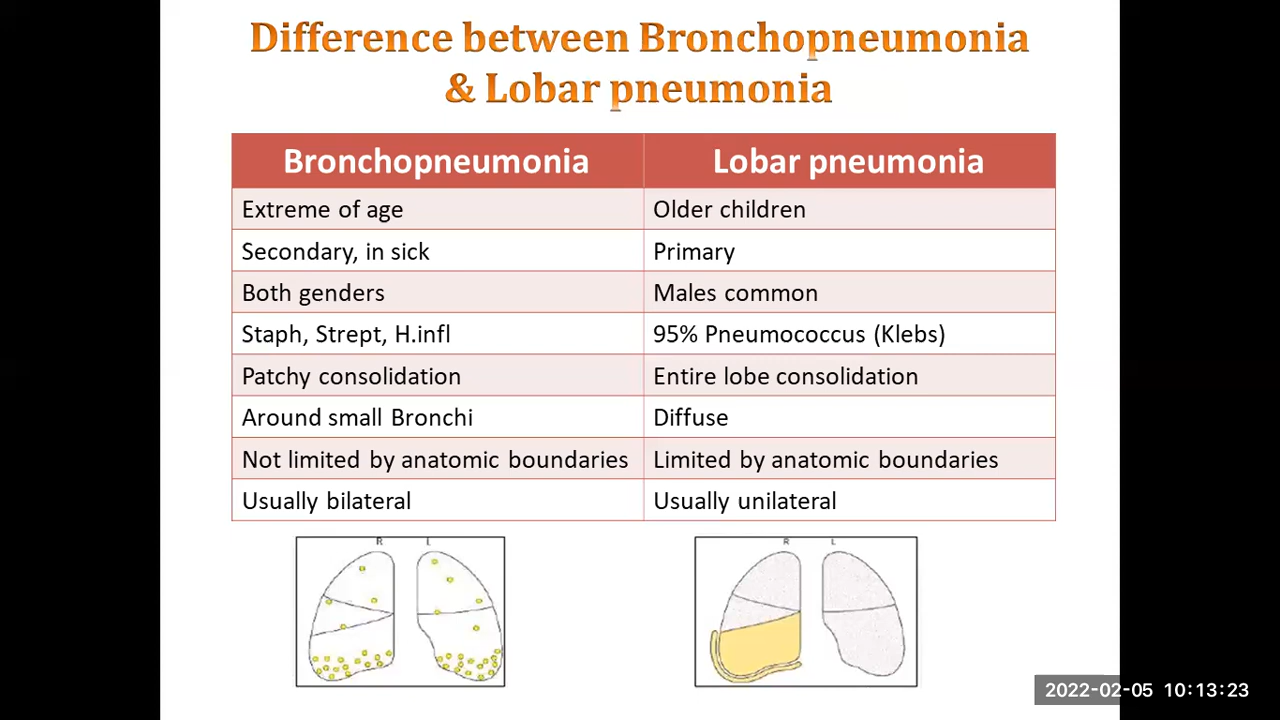 Difference between Bronchopneumonia
& Lobar pneumonia
Bronchopneumonia Lobar pneumonia
Extreme of age Older children
Secondary, in sick Primary
Both genders Males common
Staph, Strept, H.infl 95% Pneumococcus (Klebs)
Patchy consolidation Entire lobe consolidation
Around small Bronchi Diffuse
Not limited by anatomic boundaries Limited by anatomic boundaries
Usually bilateral Usually unilateral
R L R L
2022-02-05 10:13:23